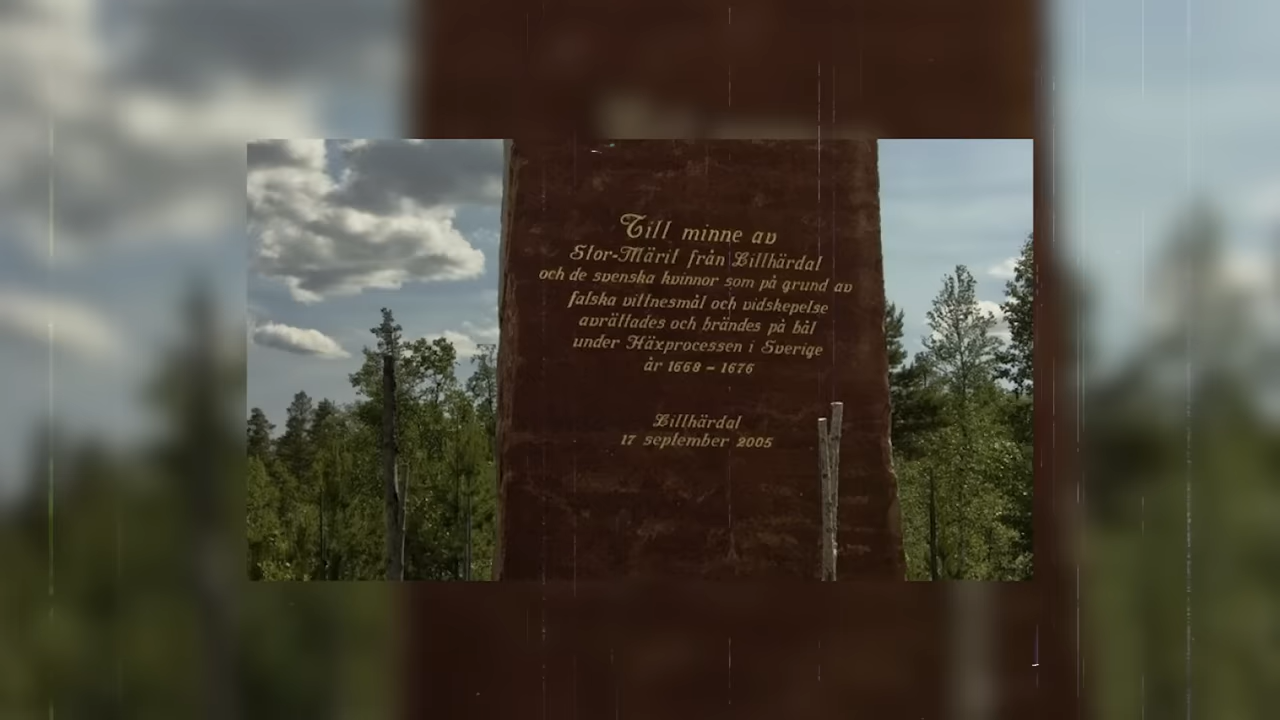 Till minne av
Stor-Märit från Lillhärdal
och de svenska kvinnor som på grund av
falska vittnesmål och vidskepelse
avrättades och brändes på bål
under Häxprocessen i Sverige
år 1668 - 1676
Lillhärdal
17 september 2005